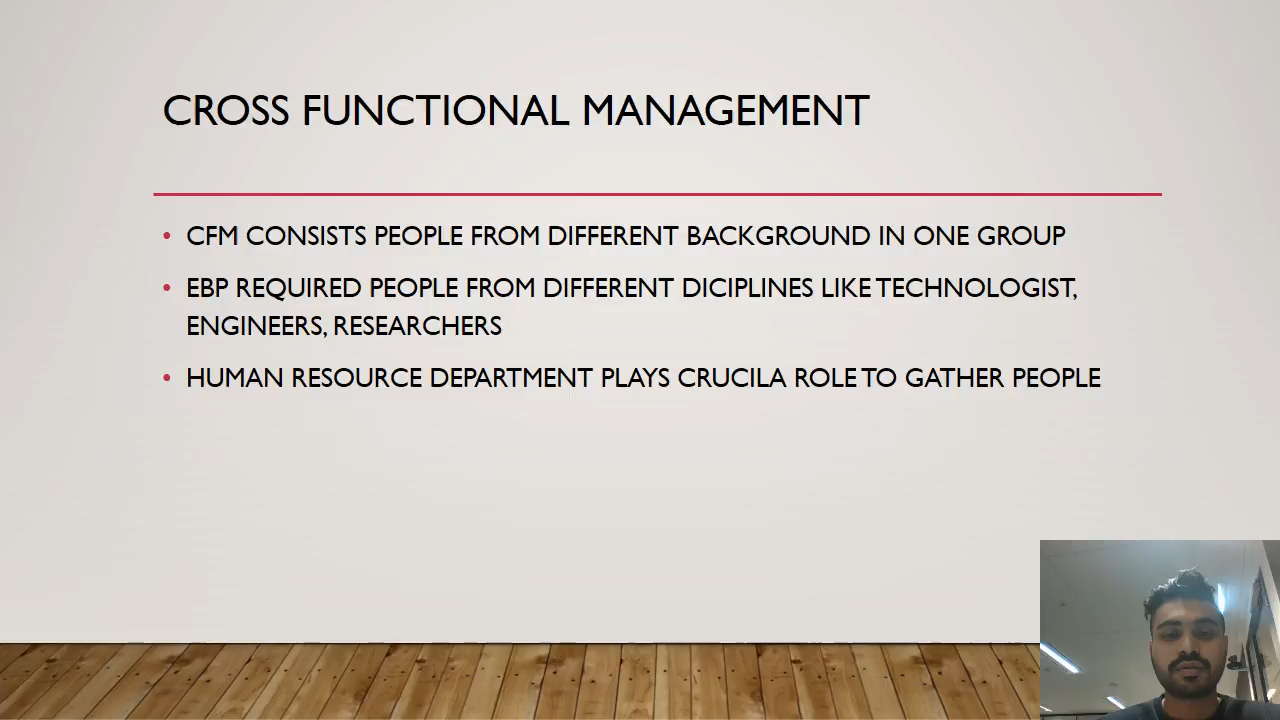 CROSS FUNCTIONAL MANAGEMENT
• CFM CONSISTS PEOPLE FROM DIFFERENT BACKGROUND IN ONE GROUP
• EBP REQUIRED PEOPLE FROM DIFFERENT DICIPLINES LIKE TECHNOLOGIST,
ENGINEERS, RESEARCHERS
• HUMAN RESOURCE DEPARTMENT PLAYS CRUCILA ROLE TO GATHER PEOPLE